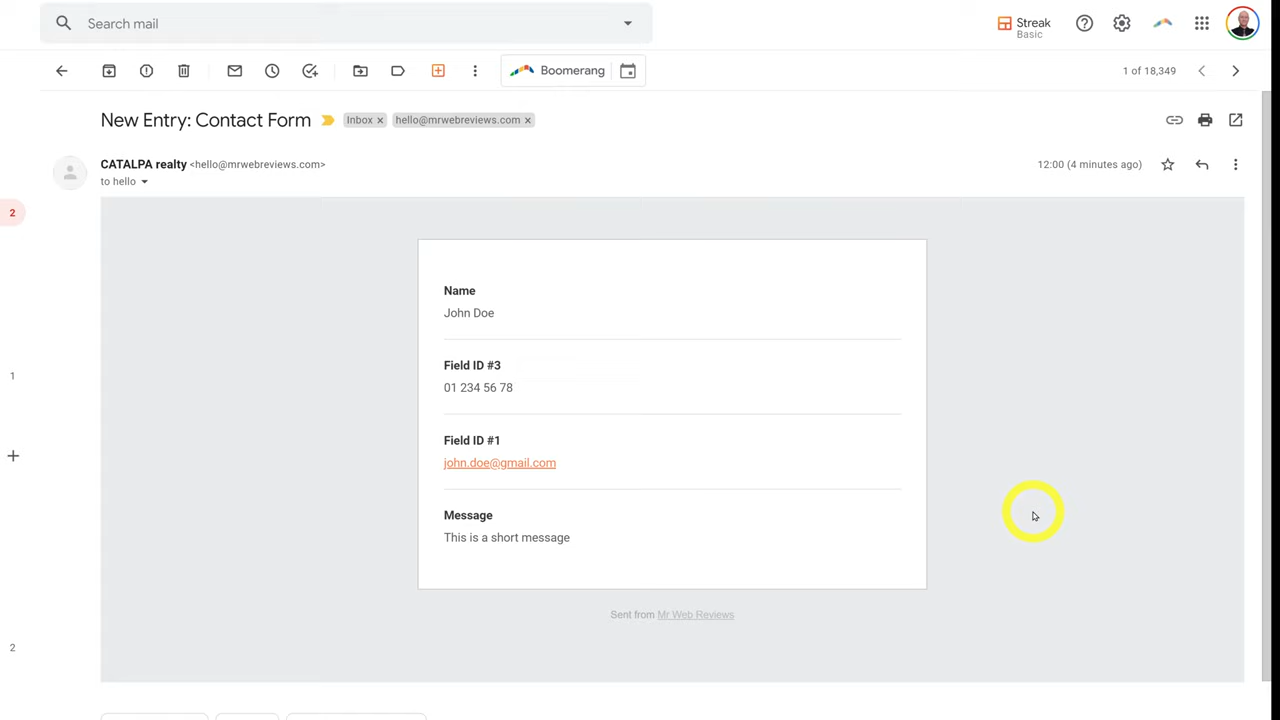 Search mail
Streak
Basic
Boomerang
1 of 18,349
New Entry: Contact Form
Inbox ×
hello@mrwebreviews.com ×
CATALPA realty <hello@mrwebreviews.com>
12:00 (4 minutes ago)
to hello
2
Name
John Doe
Field ID #3
01 234 56 78
1
Field ID #1
john.doe@gmail.com
Message
This is a short message
Sent from Mr Web Reviews
2